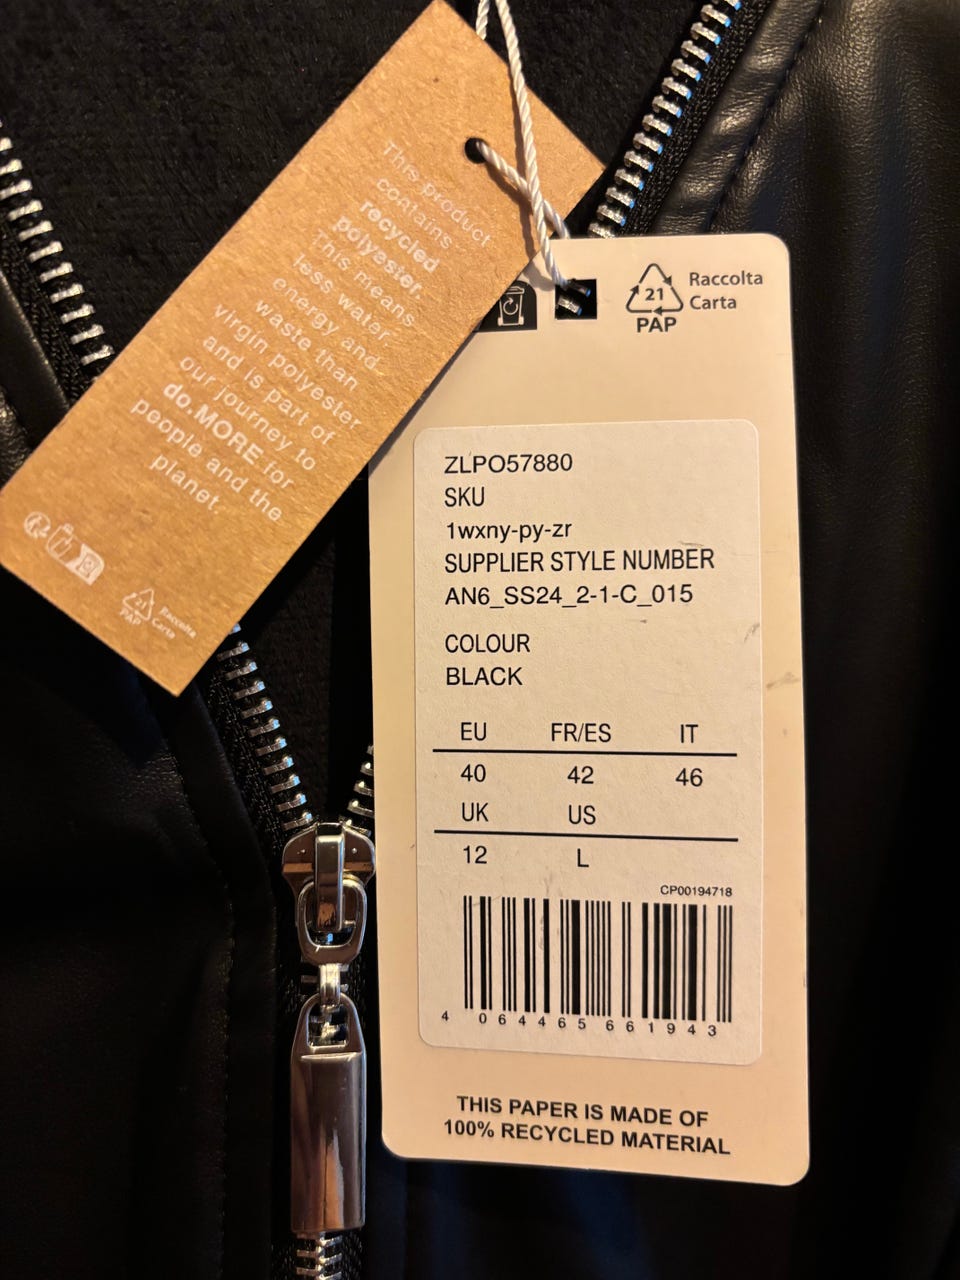 This product
contains
recycled
polyester.
This means
less water,
energy and
waste than
virgin polyester
and is part of
our journey to
do.MORE for
people and the
planet.
21
PAP
Raccolta
Carta
21
PAP
Raccolta
Carta
ZLPO57880
SKU
1wxny-py-zr
SUPPLIER STYLE NUMBER
AN6_SS24_2-1-C_015
COLOUR
BLACK
EU FR/ES IT
40 42 46
UK US
12 L
CP00194718
4 064465 661943
THIS PAPER IS MADE OF
100% RECYCLED MATERIAL